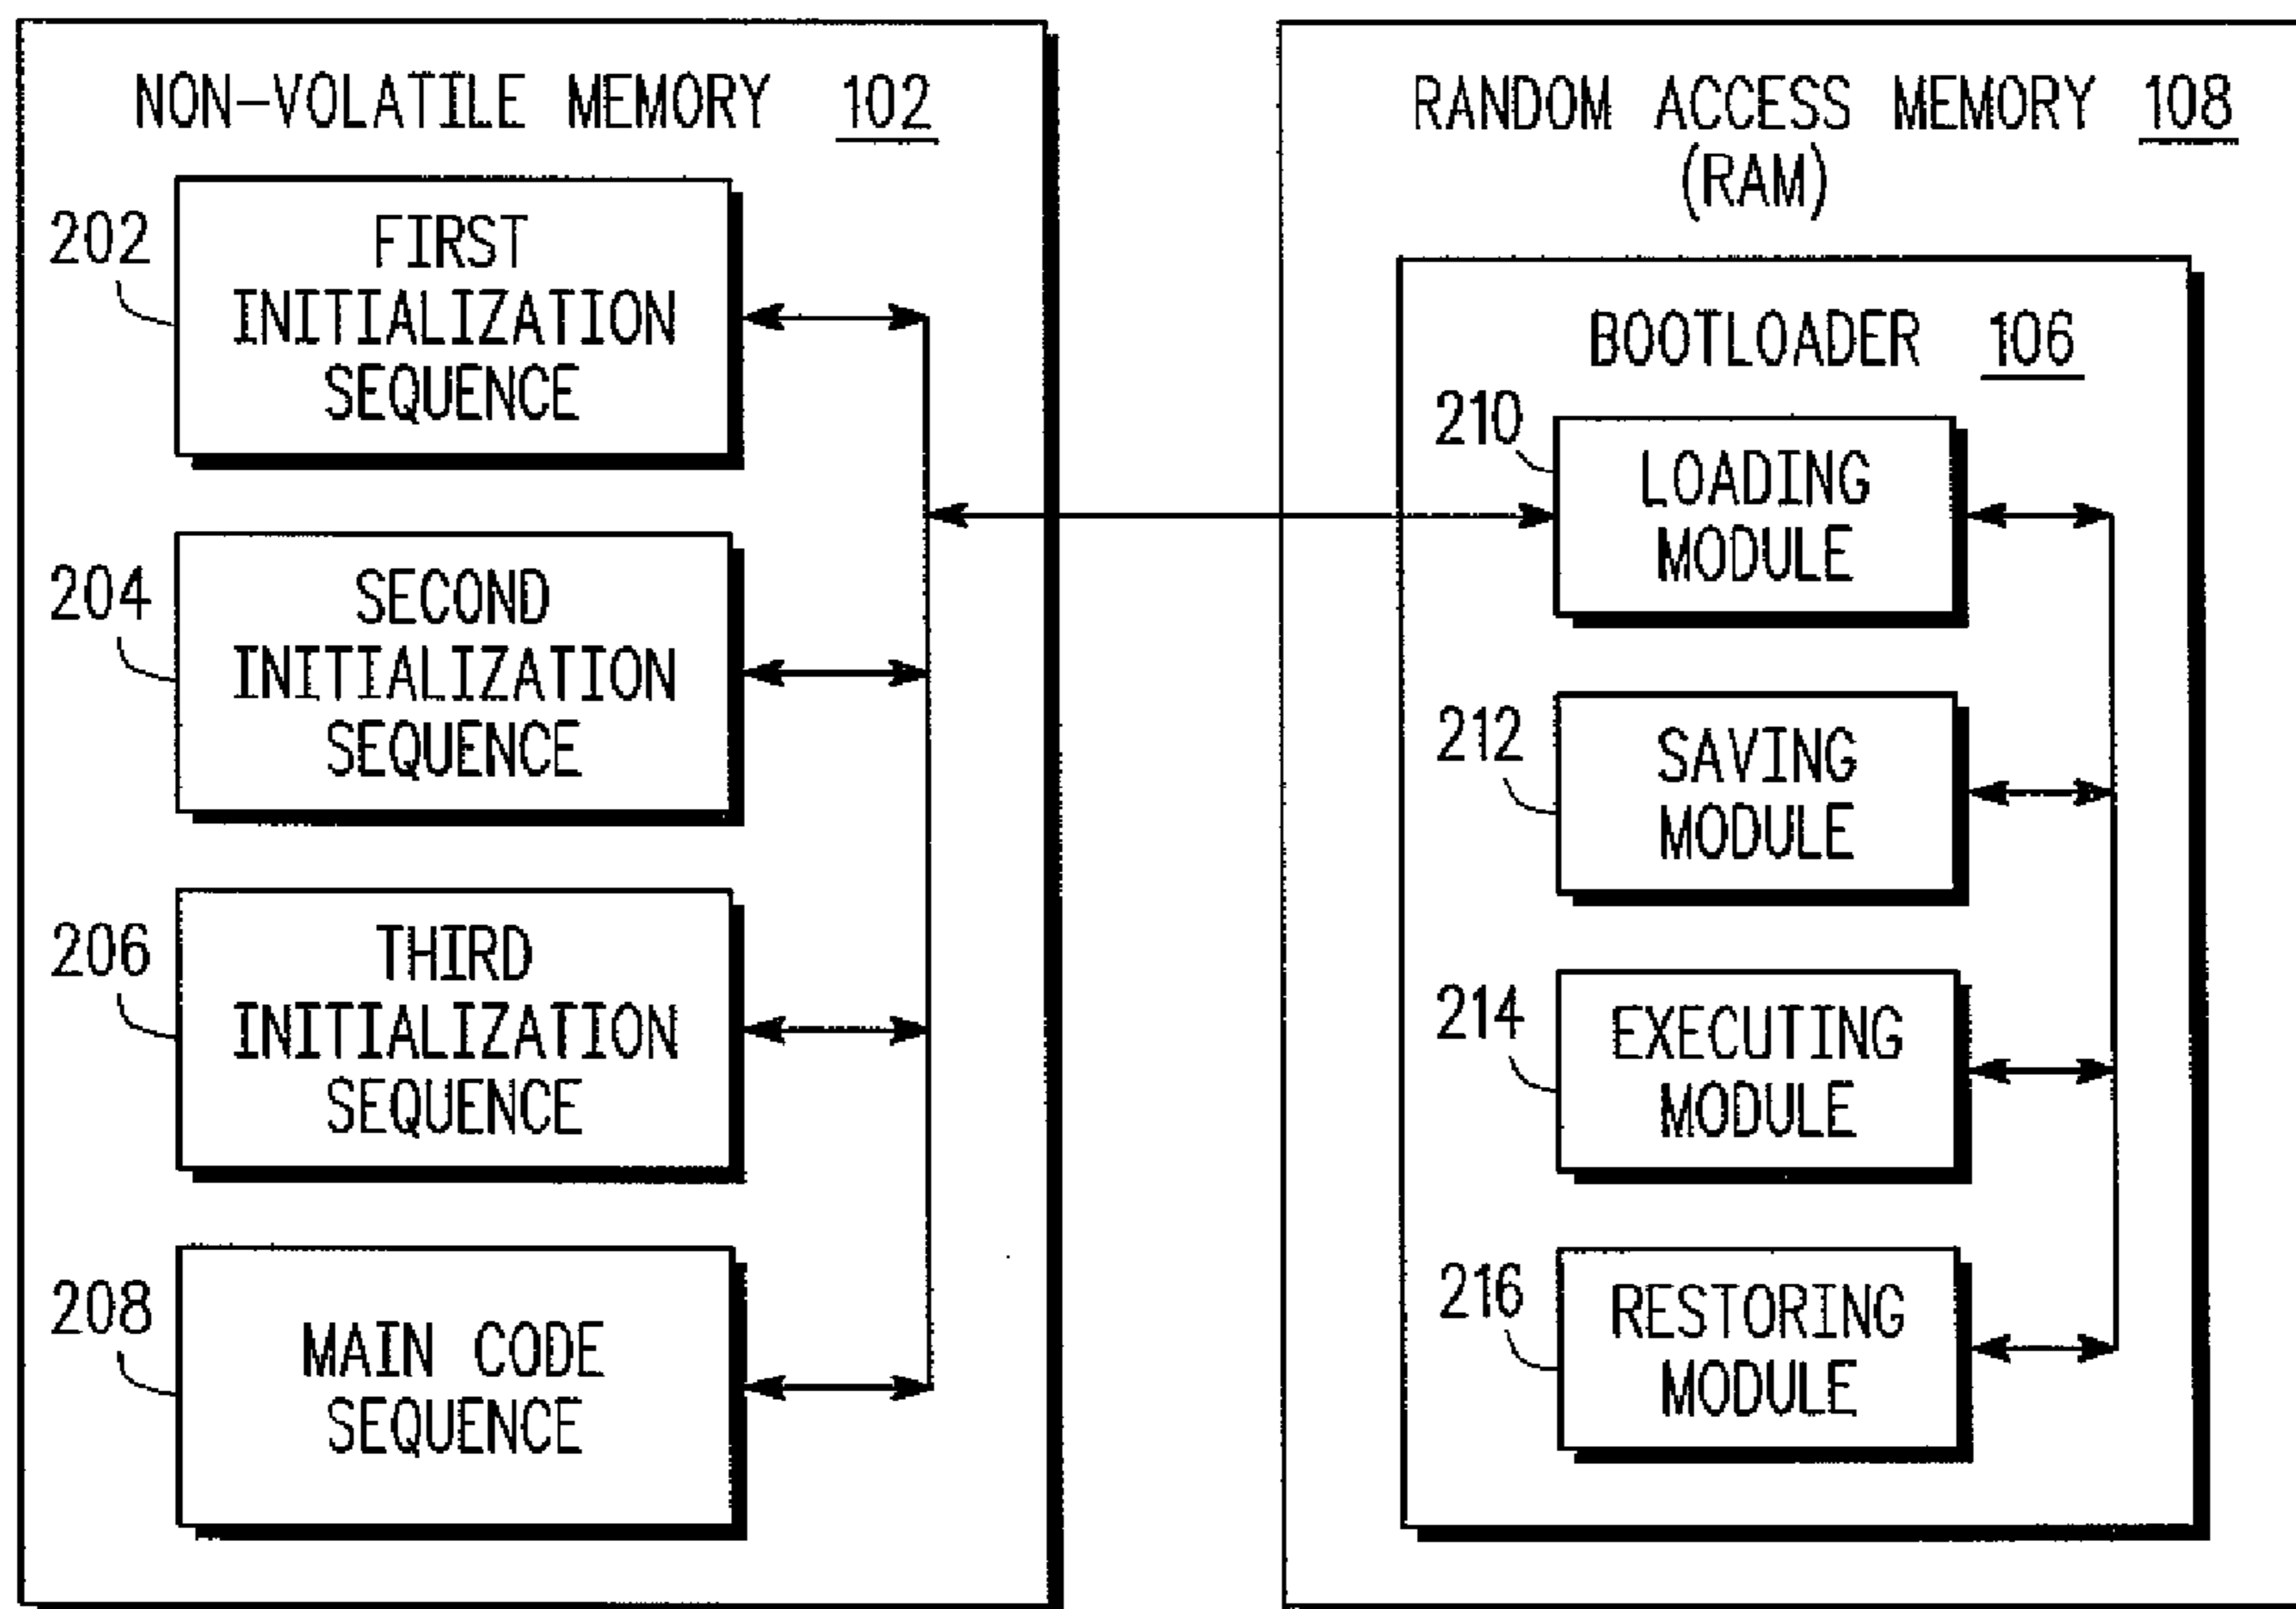 NON-VOLATILE MEMORY 102
202
FIRST
INITIALIZATION
SEQUENCE
204
SECOND
INITIALIZATION
SEQUENCE
206
THIRD
INITIALIZATION
SEQUENCE
208
MAIN CODE
SEQUENCE
RANDOM ACCESS MEMORY 108
(RAM)
BOOTLOADER 106
210
LOADING
MODULE
212
SAVING
MODULE
214
EXECUTING
MODULE
216
RESTORING
MODULE